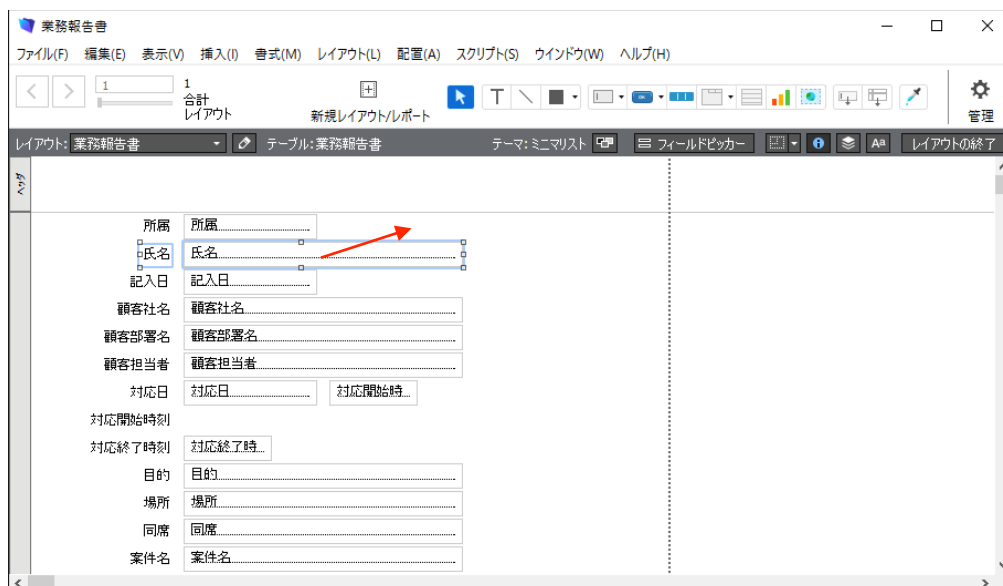 業務報告書
ファイル(F) 編集(E) 表示(V) 挿入(I) 書式(M) レイアウト(L) 配置(A) スクリプト(S) ウインドウ(W) ヘルプ(H)
1
1
合計
レイアウト
新規レイアウト/レポート
T
管理
レイアウト: 業務報告書 テーブル:業務報告書 テーマ:ミニマリスト フィールドピッカー Aa レイアウトの終了
ヘッダ
所属 所属
氏名 氏名
記入日 記入日
顧客社名 顧客社名
顧客部署名 顧客部署名
顧客担当者 顧客担当者
対応日 対応日 対応開始時...
対応開始時刻
対応終了時刻 対応終了時...
目的 目的
場所 場所
同席 同席
案件名 案件名